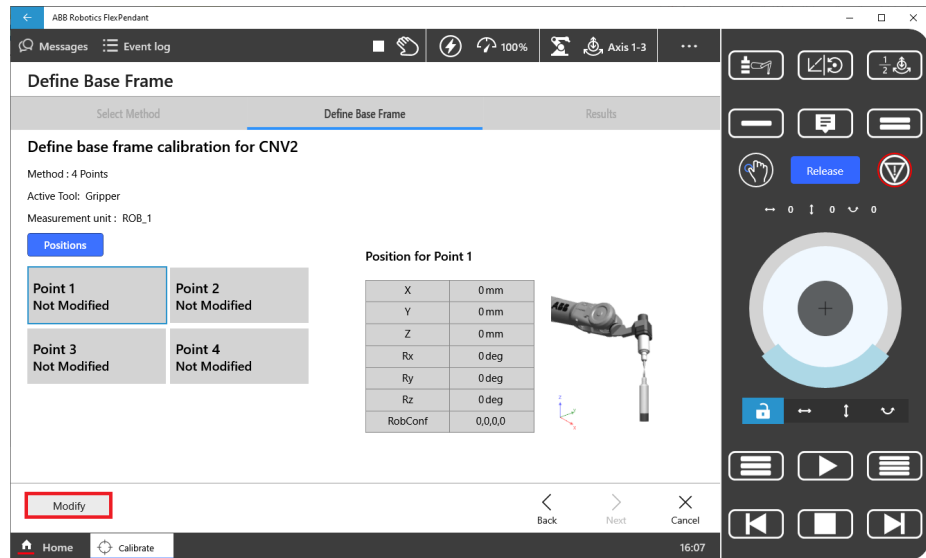 ABB Robotics FlexPendant
Messages Event log 100% Axis 1-3 ...
Define Base Frame
Select Method Define Base Frame Results
Define base frame calibration for CNV2
Method : 4 Points
Active Tool: Gripper
Measurement unit : ROB_1
Positions
Point 1
Not Modified
Point 2
Not Modified
Point 3
Not Modified
Point 4
Not Modified
Position for Point 1
X 0 mm
Y 0 mm
Z 0 mm
Rx 0 deg
Ry 0 deg
Rz 0 deg
RobConf 0,0,0,0
ABB
z
y
x
Modify
Back Next Cancel
Home Calibrate 16:07
1/2
Release
0 0 0